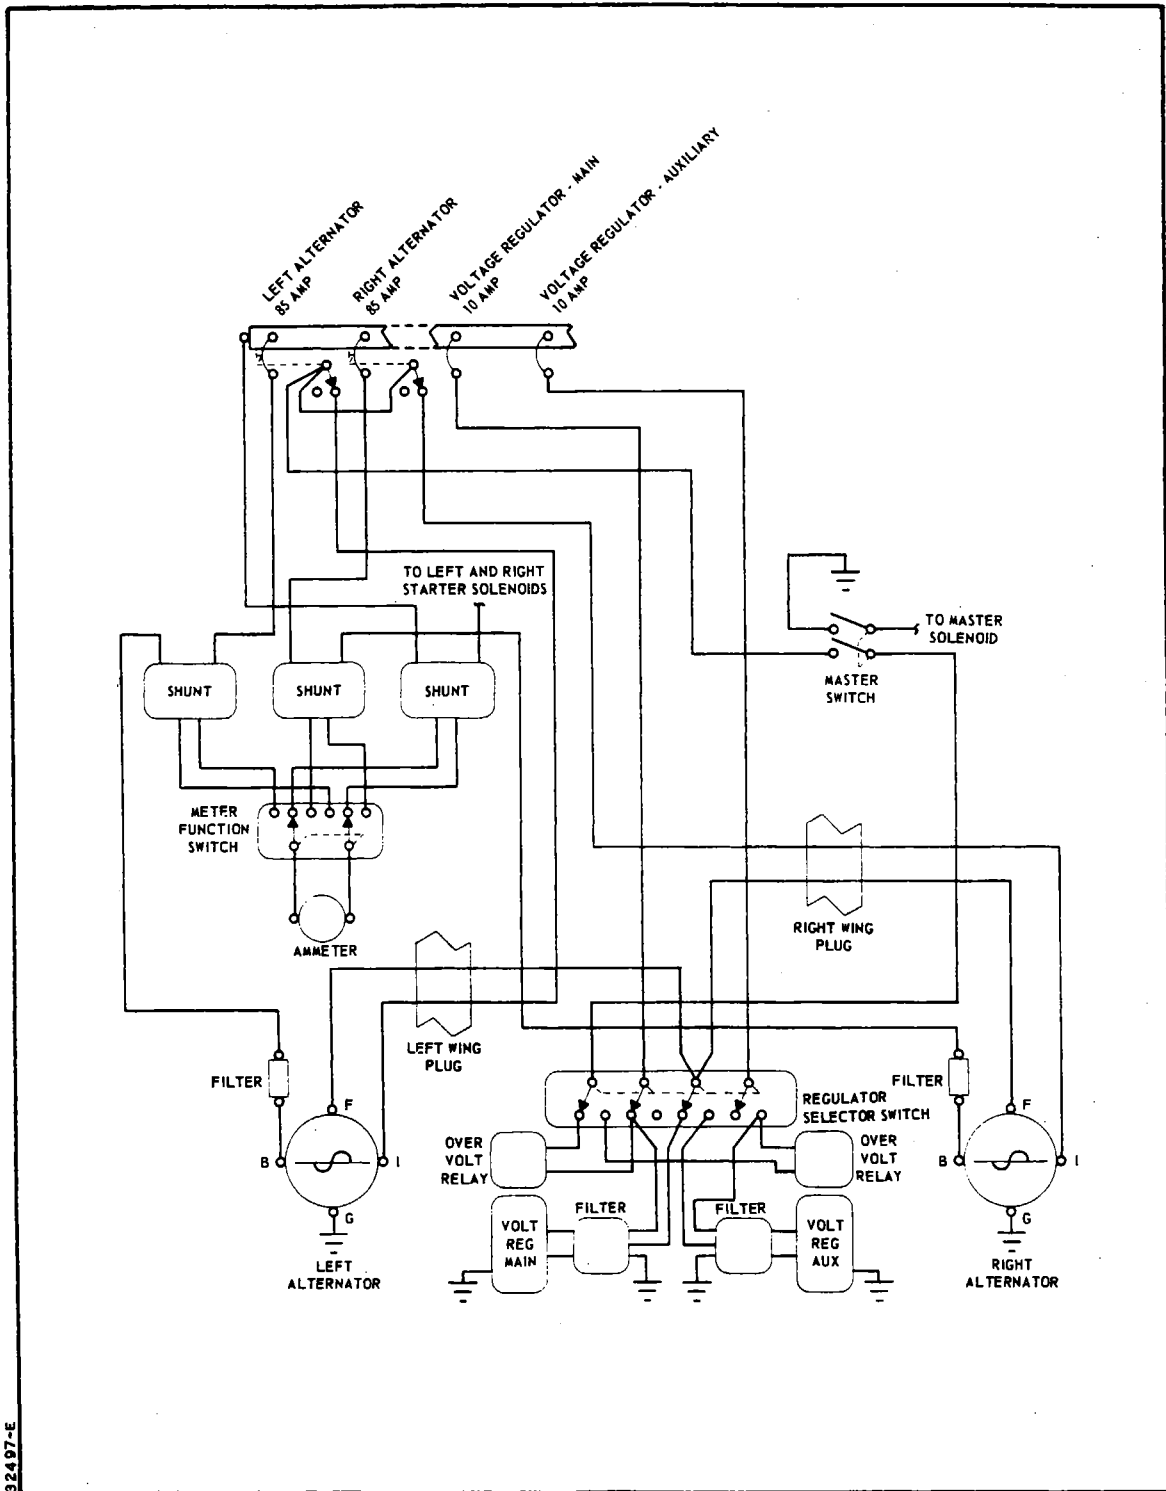 LEFT ALTERNATOR
85 AMP
RIGHT ALTERNATOR
85 AMP
VOLTAGE REGULATOR - MAIN
10 AMP
VOLTAGE REGULATOR - AUXILIARY
10 AMP
TO LEFT AND RIGHT
STARTER SOLENOIDS
TO MASTER
SOLENOID
MASTER
SWITCH
SHUNT
SHUNT
SHUNT
METER
FUNCTION
SWITCH
AMMETER
RIGHT WING
PLUG
LEFT WING
PLUG
FILTER
FILTER
REGULATOR
SELECTOR SWITCH
F
B
I
G
LEFT
ALTERNATOR
OVER
VOLT
RELAY
OVER
VOLT
RELAY
FILTER
FILTER
VOLT
REG
MAIN
VOLT
REG
AUX
F
B
I
G
RIGHT
ALTERNATOR
32497-E